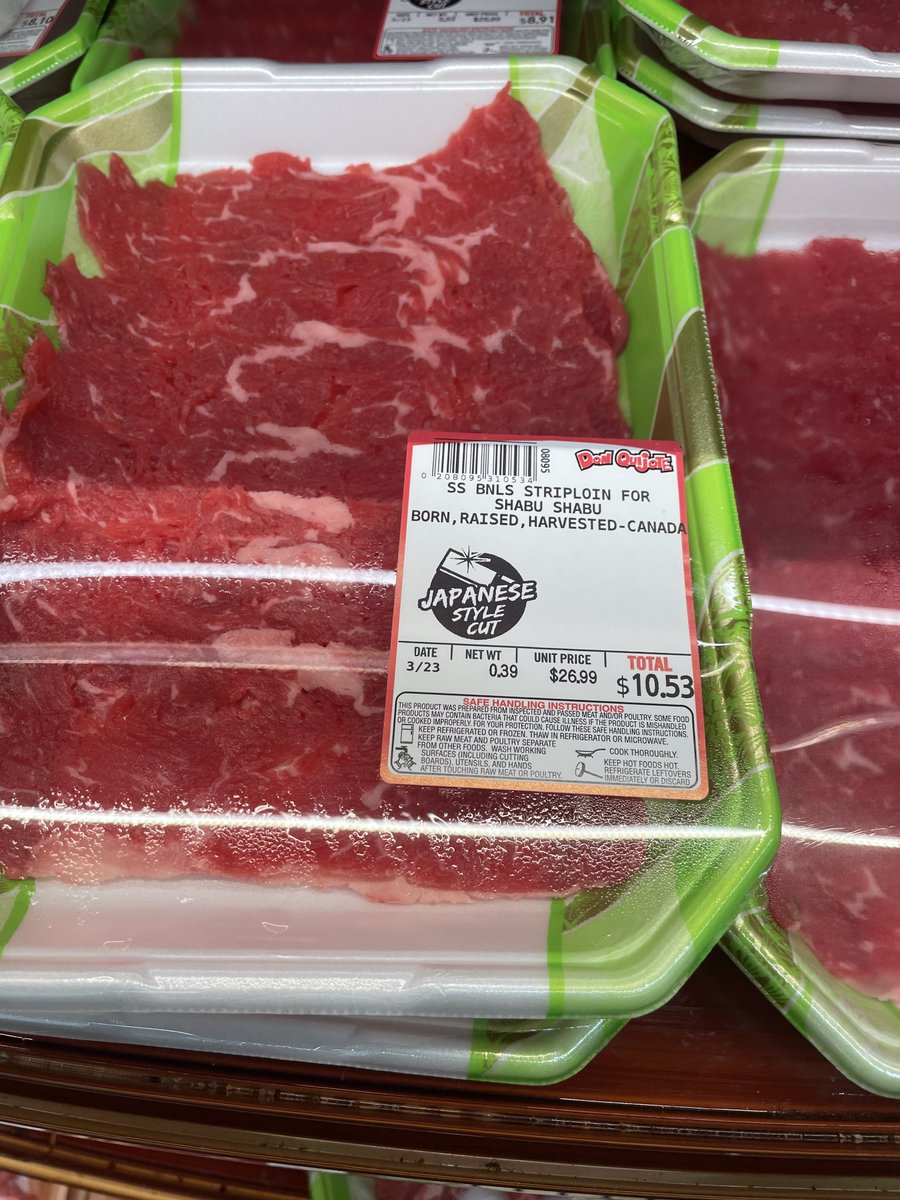 $8.10
$8.91
08095
0 208095 310534
Don Quijote
SS BNLS STRIPLOIN FOR
SHABU SHABU
BORN,RAISED,HARVESTED-CANADA
JAPANESE
STYLE
CUT
DATE NET WT UNIT PRICE TOTAL
3/23 0.39 $26.99 $10.53
SAFE HANDLING INSTRUCTIONS
THIS PRODUCT WAS PREPARED FROM INSPECTED AND PASSED MEAT AND/OR POULTRY. SOME FOOD
PRODUCTS MAY CONTAIN BACTERIA THAT COULD CAUSE ILLNESS IF THE PRODUCT IS MISHANDLED
OR COOKED IMPROPERLY. FOR YOUR PROTECTION, FOLLOW THESE SAFE HANDLING INSTRUCTIONS.
KEEP REFRIGERATED OR FROZEN. THAW IN REFRIGERATOR OR MICROWAVE.
KEEP RAW MEAT AND POULTRY SEPARATE
FROM OTHER FOODS. WASH WORKING
SURFACES (INCLUDING CUTTING
BOARDS), UTENSILS, AND HANDS
AFTER TOUCHING RAW MEAT OR POULTRY.
COOK THOROUGHLY.
KEEP HOT FOODS HOT.
REFRIGERATE LEFTOVERS
IMMEDIATELY OR DISCARD